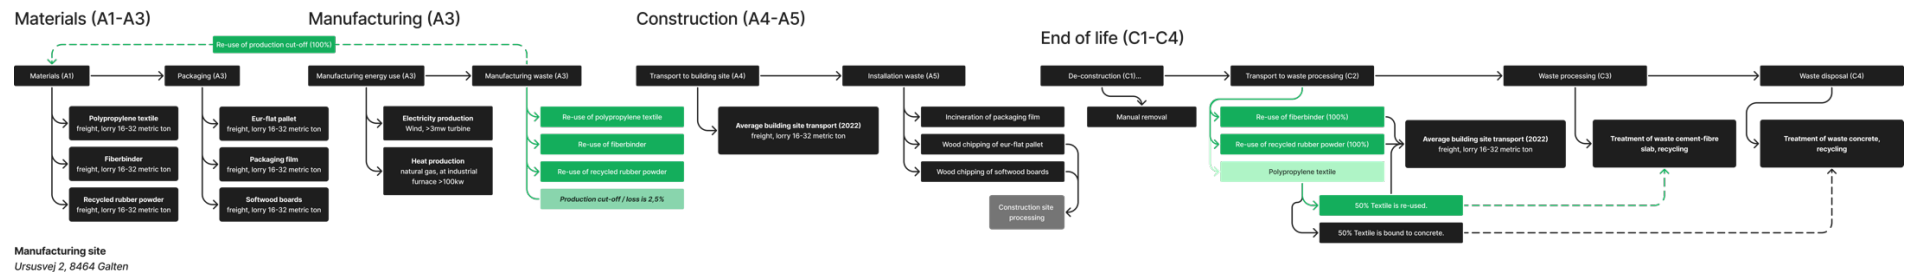 Materials (A1-A3)
Manufacturing (A3)
Construction (A4-A5)
End of life (C1-C4)
Re-use of production cut-off (100%)
Materials (A1)
Packaging (A3)
Manufacturing energy use (A3)
Manufacturing waste (A3)
Transport to building site (A4)
Installation waste (A5)
De-construction (C1)...
Transport to waste processing (C2)
Waste processing (C3)
Waste disposal (C4)
Polypropylene textile
freight, lorry 16-32 metric ton
Fiberbinder
freight, lorry 16-32 metric ton
Recycled rubber powder
freight, lorry 16-32 metric ton
Eur-flat pallet
freight, lorry 16-32 metric ton
Packaging film
freight, lorry 16-32 metric ton
Softwood boards
freight, lorry 16-32 metric ton
Electricity production
Wind, >3mw turbine
Heat production
natural gas, at industrial
furnace >100kw
Re-use of polypropylene textile
Re-use of fiberbinder
Re-use of recycled rubber powder
Production cut-off / loss is 2,5%
Average building site transport (2022)
freight, lorry 16-32 metric ton
Incineration of packaging film
Wood chipping of eur-flat pallet
Wood chipping of softwood boards
Construction site
processing
Manual removal
Re-use of fiberbinder (100%)
Re-use of recycled rubber powder (100%)
Polypropylene textile
50% Textile is re-used.
50% Textile is bound to concrete.
Average building site transport (2022)
freight, lorry 16-32 metric ton
Treatment of waste cement-fibre
slab, recycling
Treatment of waste concrete,
recycling
Manufacturing site
Ursusvej 2, 8464 Galten